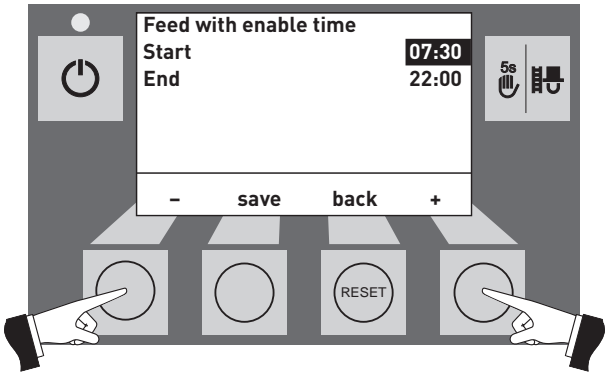 Feed with enable time
Start 07:30
End 22:00
5s
– save back +
RESET